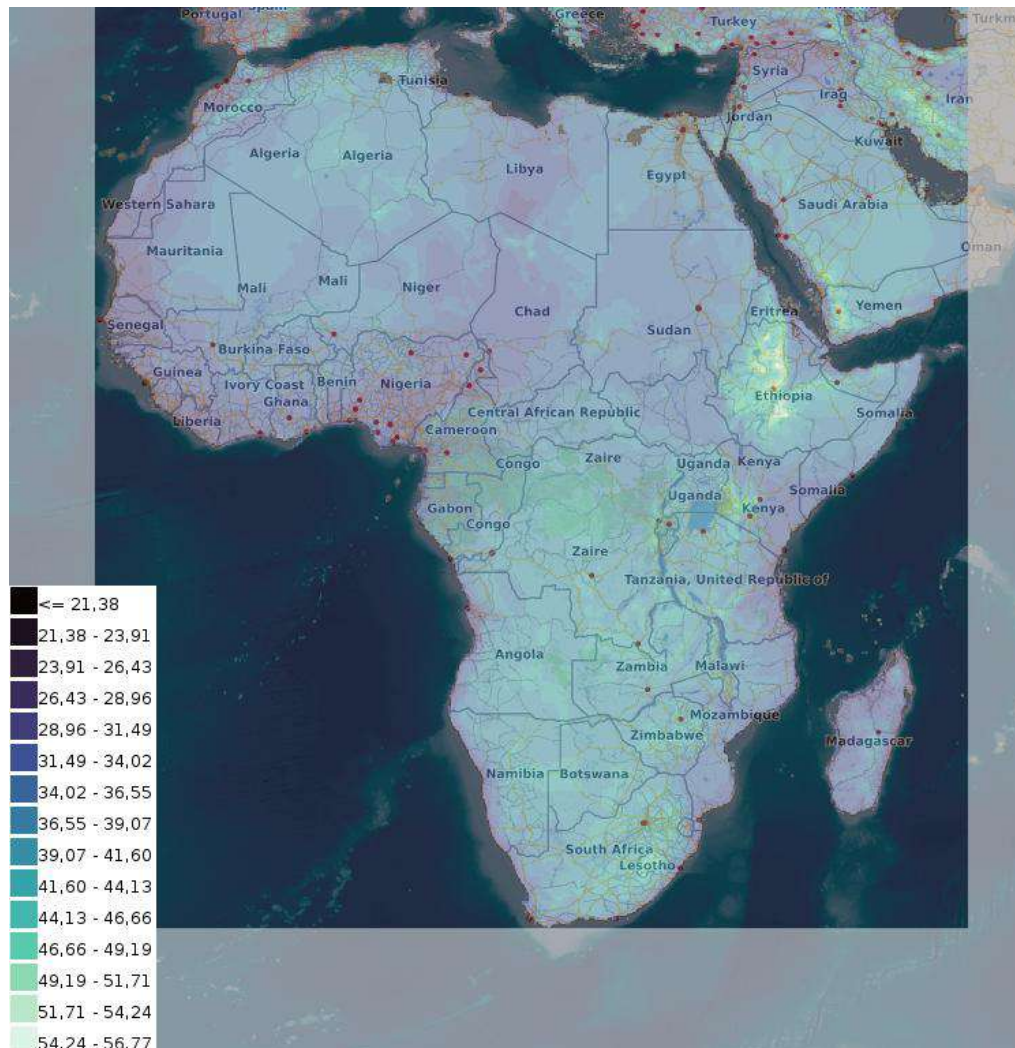 Portugal
Spain
Greece
Turkey
Turkm
Tunisia
Syria
Iraq
Iran
Morocco
Jordan
Kuwait
Algeria
Algeria
Libya
Egypt
Western Sahara
Saudi Arabia
Oman
Mauritania
Mali
Mali
Niger
Chad
Sudan
Eritrea
Yemen
Senegal
Burkina Faso
Guinea
Ivory Coast
Benin
Nigeria
Ghana
Ethiopia
Liberia
Central African Republic
Somalia
Cameroon
Congo
Zaire
Uganda
Kenya
Uganda
Somalia
Gabon
Congo
Kenya
Zaire
Tanzania, United Republic of
Angola
Zambia
Malawi
Mozambique
Zimbabwe
Madagascar
Namibia
Botswana
South Africa
Lesotho
<= 21,38
21,38 - 23,91
23,91 - 26,43
26,43 - 28,96
28,96 - 31,49
31,49 - 34,02
34,02 - 36,55
36,55 - 39,07
39,07 - 41,60
41,60 - 44,13
44,13 - 46,66
46,66 - 49,19
49,19 - 51,71
51,71 - 54,24
54,24 - 56,77